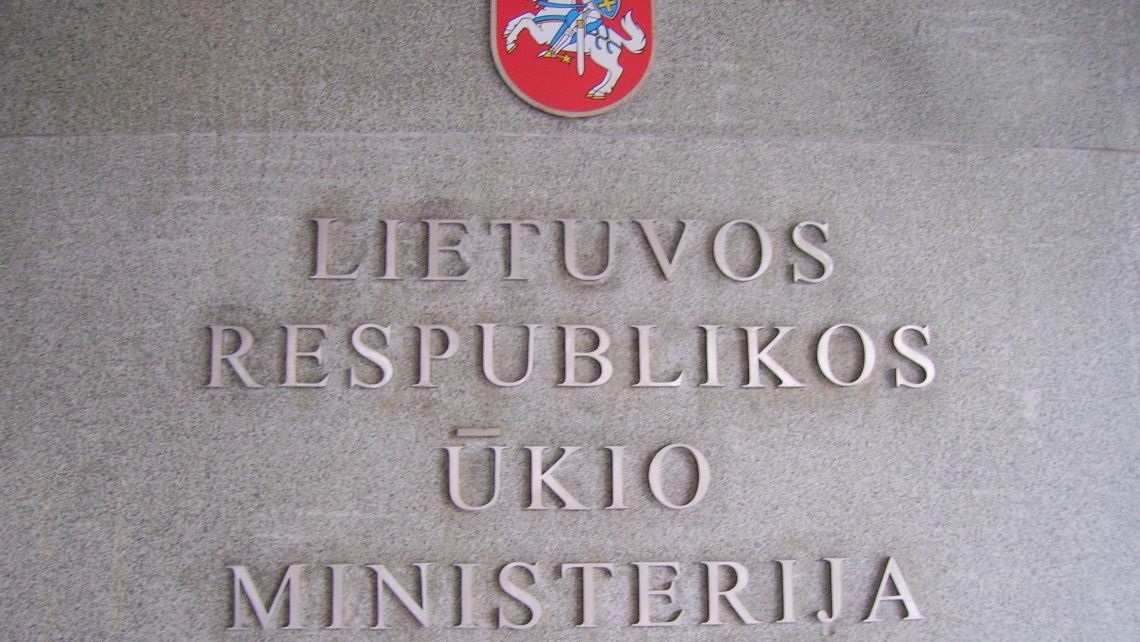 LIETUVOS
RESPUBLIKOS
ŪKIO
MINISTERIJA